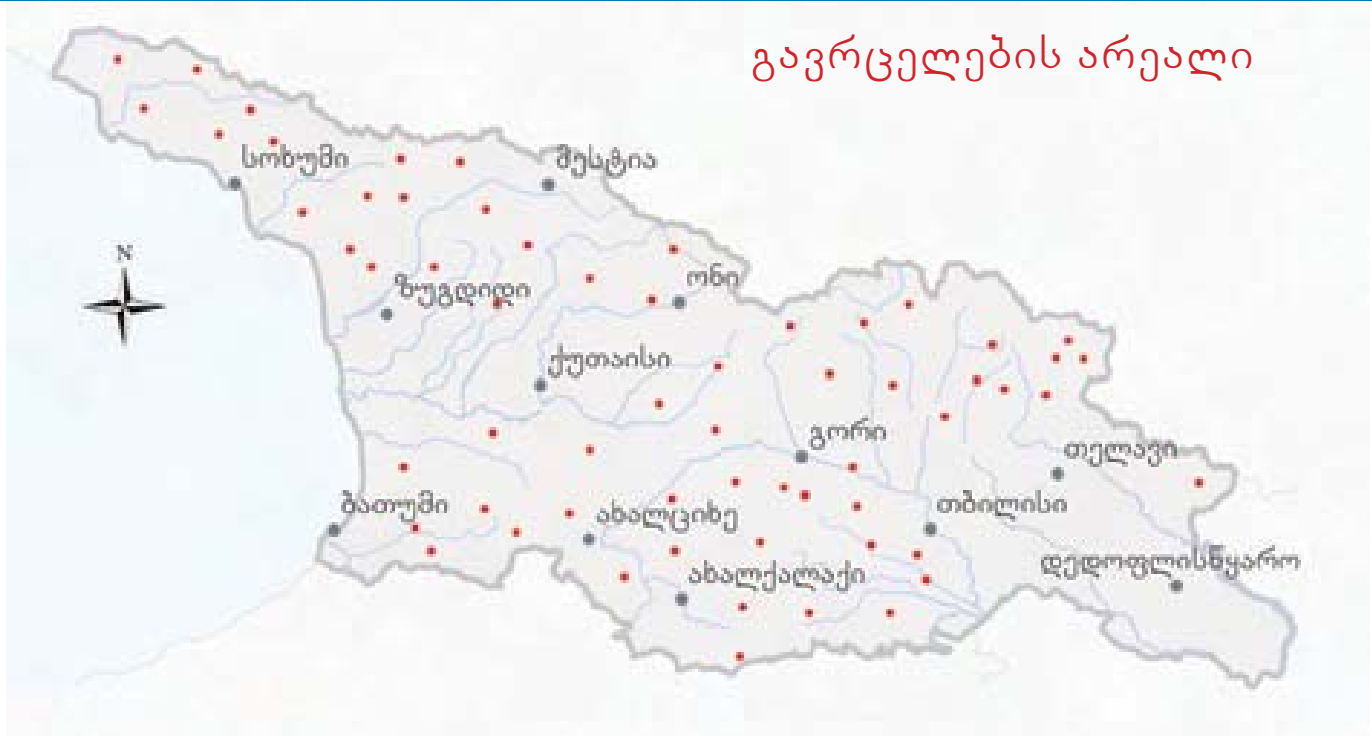 გავრცელების არეალი
სოხუმი
მესტია
N
ონი
ზუგდიდი
ქუთაისი
გორი
თელავი
ბათუმი
ახალციხე
თბილისი
დედოფლისწყარო
ახალქალაქი